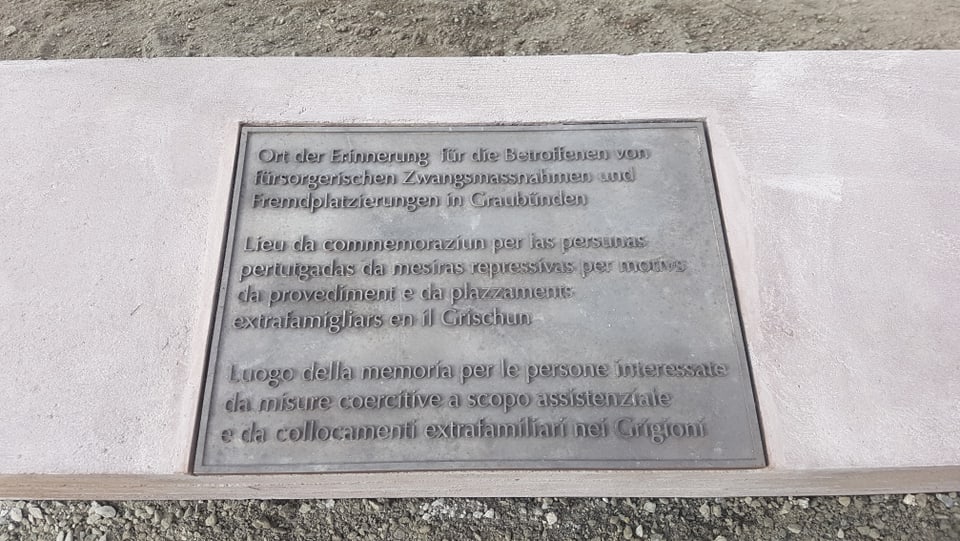 Ort der Erinnerung für die Betroffenen von
fürsorgerischen Zwangsmassnahmen und
Fremdplatzierungen in Graubünden
Lieu da commemoraziun per las persunas
pertutgadas da mesiras repressivas per motivs
da provediment e da plazzaments
extrafamigliars en il Grischun
Luogo della memoria per le persone interessate
da misure coercitive a scopo assistenziale
e da collocamenti extrafamiliari nei Grigioni